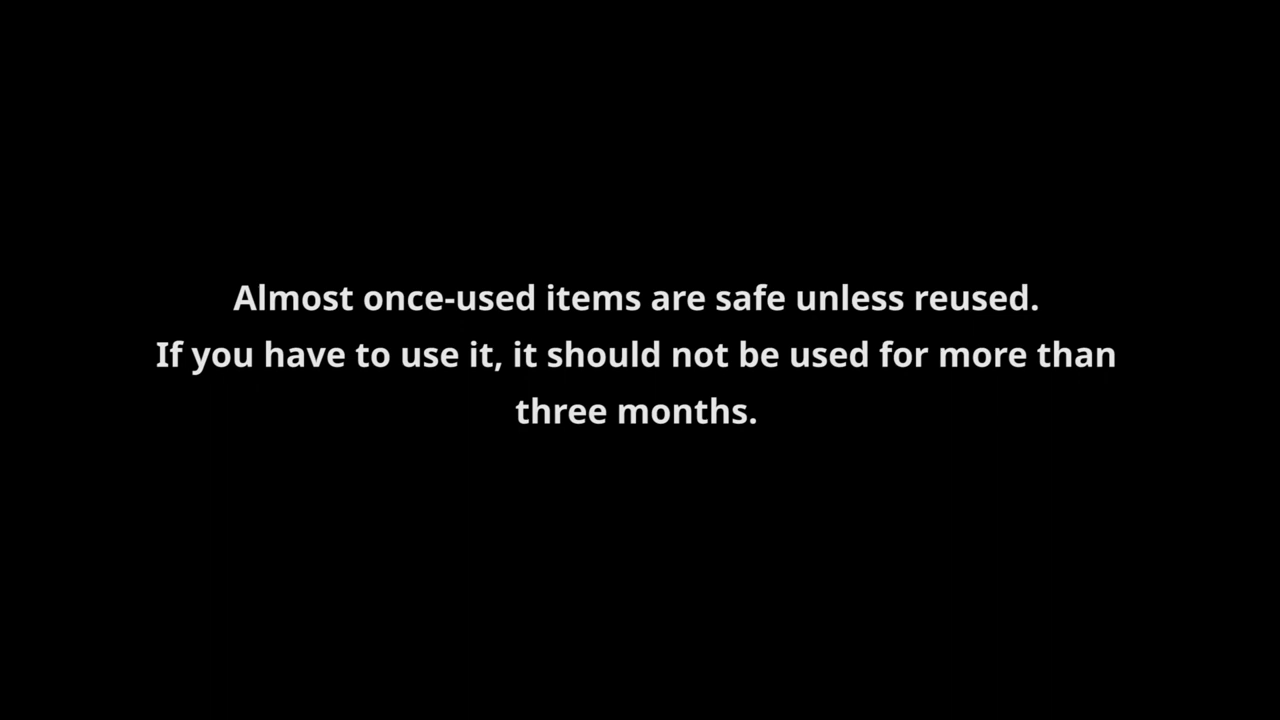 Almost once-used items are safe unless reused.
If you have to use it, it should not be used for more than
three months.